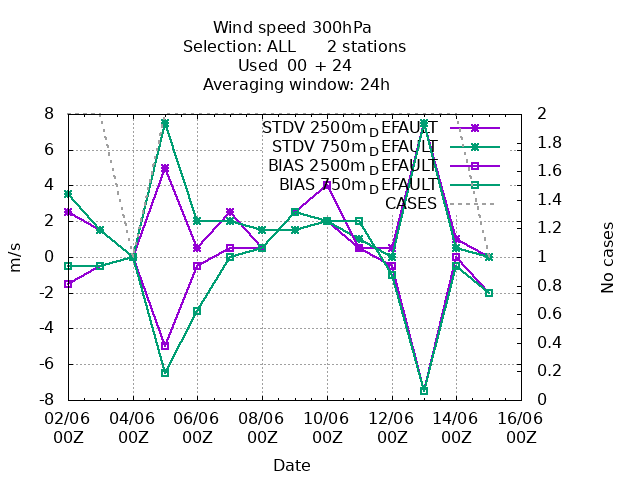 Wind speed 300hPa
Selection: ALL 2 stations
Used 00 + 24
Averaging window: 24h
8 2
STDV 2500m_DEFAULT
6 1.8
STDV 750m_DEFAULT
BIAS 2500m_DEFAULT
1.6
4 BIAS 750m_DEFAULT
1.4
CASES
2 1.2
m/s 0 1 No cases
-2 0.8
0.6
-4 0.4
-6 0.2
-8 0
02/06 04/06 06/06 08/06 10/06 12/06 14/06 16/06
00Z 00Z 00Z 00Z 00Z 00Z 00Z 00Z
Date